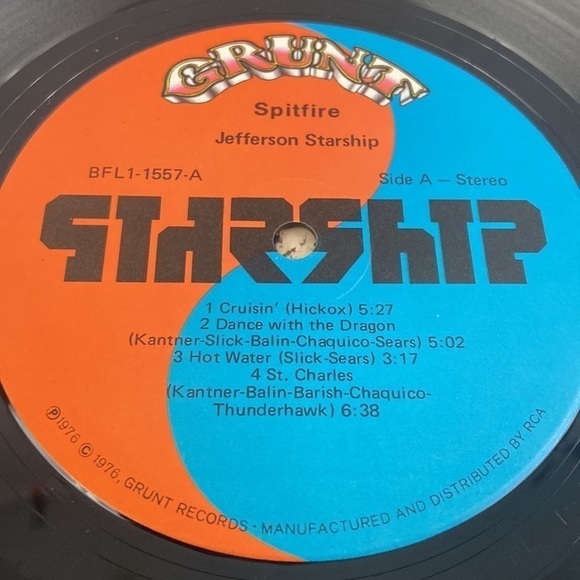 GRUNT
Spitfire
Jefferson Starship
BFL1-1557-A
Side A — Stereo
STARSHIP
1 Cruisin' (Hickox) 5:27
2 Dance with the Dragon
(Kantner-Slick-Balin-Chaquico-Sears) 5:02
3 Hot Water (Slick-Sears) 3:17
4 St. Charles
(Kantner-Balin-Barish-Chaquico-
Thunderhawk) 6:38
℗1976 © 1976, GRUNT RECORDS · MANUFACTURED AND DISTRIBUTED BY RCA